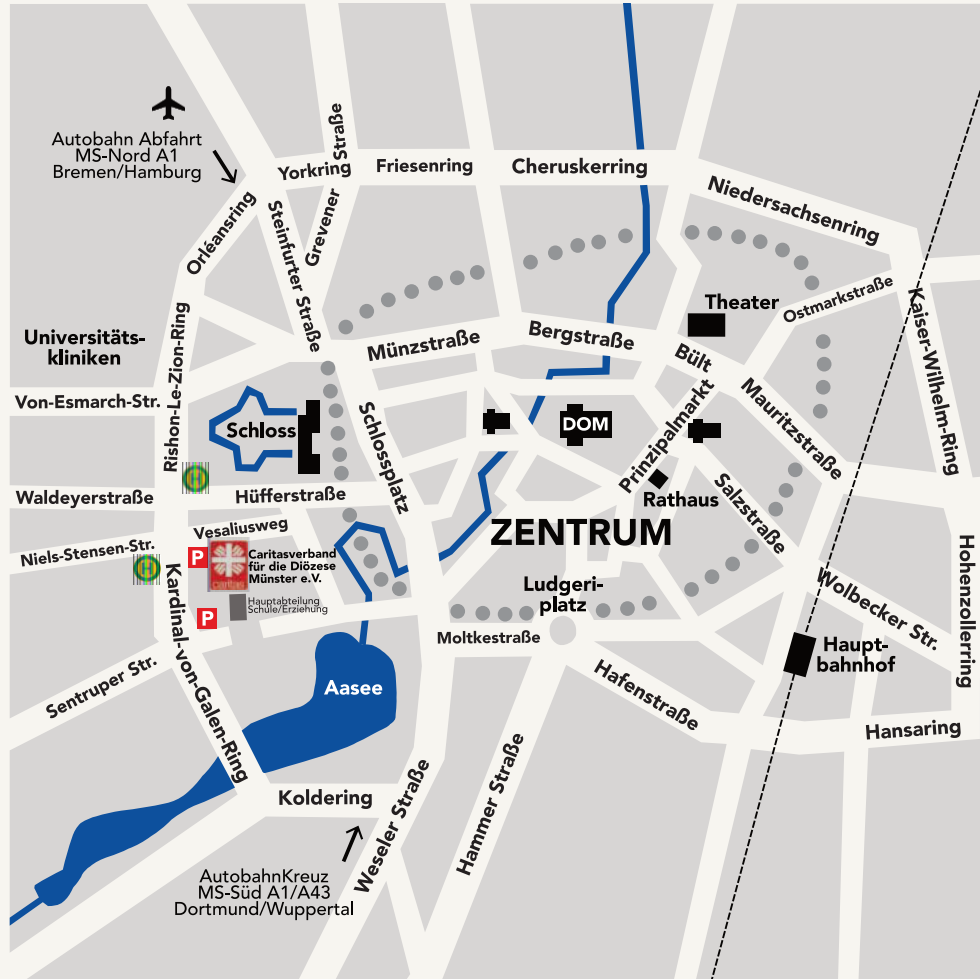 Autobahn Abfahrt
MS-Nord A1
Bremen/Hamburg
Yorkring
Grevener Straße
Friesenring
Cheruskerring
Niedersachsenring
Orléansring
Steinfurter Straße
Theater
Ostmarkstraße
Kaiser-Wilhelm-Ring
Universitäts-
kliniken
Rishon-Le-Zion-Ring
Münzstraße
Bergstraße
Bült
Von-Esmarch-Str.
Schloss
Schlossplatz
DOM
Prinzipalmarkt
Mauritzstraße
H
Waldeyerstraße
Hüfferstraße
Rathaus
Salzstraße
Vesaliusweg
ZENTRUM
Niels-Stensen-Str.
H
P
caritas
Caritasverband
für die Diözese
Münster e.V.
Hauptabteilung
Schule/Erziehung
P
Kardinal-von-Galen-Ring
Ludgeri-
platz
Wolbecker Str.
Hohenzollerring
Moltkestraße
Haupt-
bahnhof
Sentruper Str.
Aasee
Hafenstraße
Hansaring
Koldering
Weseler Straße
Hammer Straße
AutobahnKreuz
MS-Süd A1/A43
Dortmund/Wuppertal